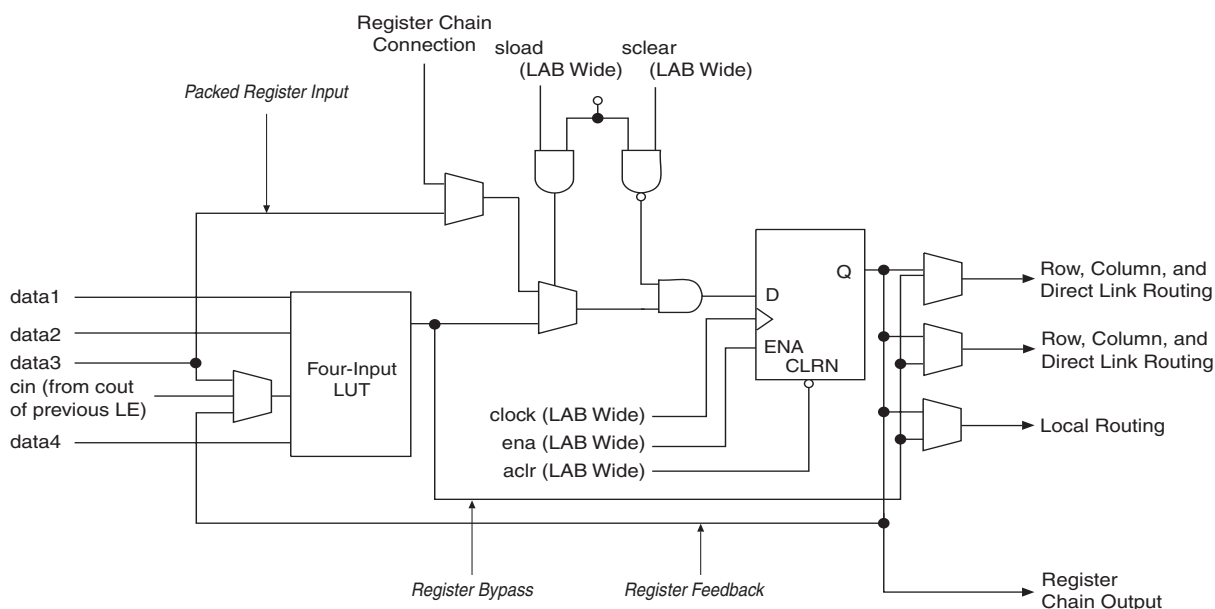 Register Chain
Connection
sload
(LAB Wide)
sclear
(LAB Wide)
Packed Register Input
data1
data2
data3
cin (from cout
of previous LE)
data4
Four-Input
LUT
Q
D
ENA
CLRN
clock (LAB Wide)
ena (LAB Wide)
aclr (LAB Wide)
Row, Column, and
Direct Link Routing
Row, Column, and
Direct Link Routing
Local Routing
Register Bypass
Register Feedback
Register
Chain Output